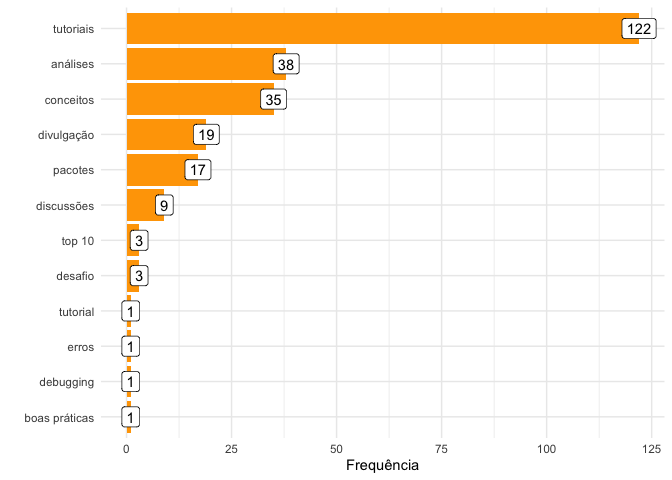 tutoriais 122
análises 38
conceitos 35
divulgação 19
pacotes 17
discussões 9
top 10 3
desafio 3
tutorial 1
erros 1
debugging 1
boas práticas 1
0 25 50 75 100 125
Frequência